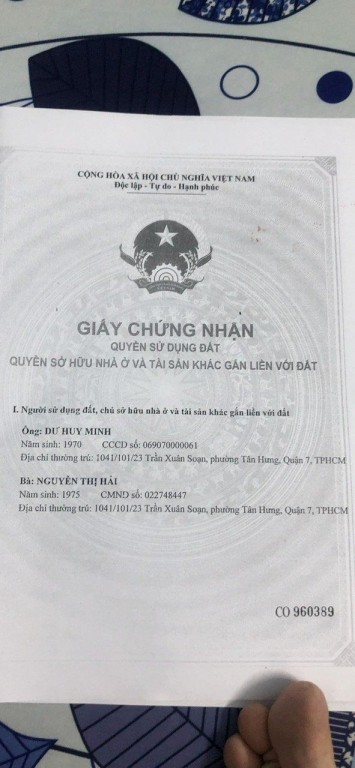 CỘNG HÒA XÃ HỘI CHỦ NGHĨA VIỆT NAM
Độc lập - Tự do - Hạnh phúc
GIẤY CHỨNG NHẬN
QUYỀN SỬ DỤNG ĐẤT
QUYỀN SỞ HỮU NHÀ Ở VÀ TÀI SẢN KHÁC GẮN LIỀN VỚI ĐẤT
I. Người sử dụng đất, chủ sở hữu nhà ở và tài sản khác gắn liền với đất
Ông: DƯ HUY MINH
Năm sinh: 1970 CCCD số: 069070000061
Địa chỉ thường trú: 1041/101/23 Trần Xuân Soạn, phường Tân Hưng, Quận 7, TPHCM
Bà: NGUYỄN THỊ HẢI
Năm sinh: 1975 CMND số: 022748447
Địa chỉ thường trú: 1041/101/23 Trần Xuân Soạn, phường Tân Hưng, Quận 7, TPHCM
CO 960389